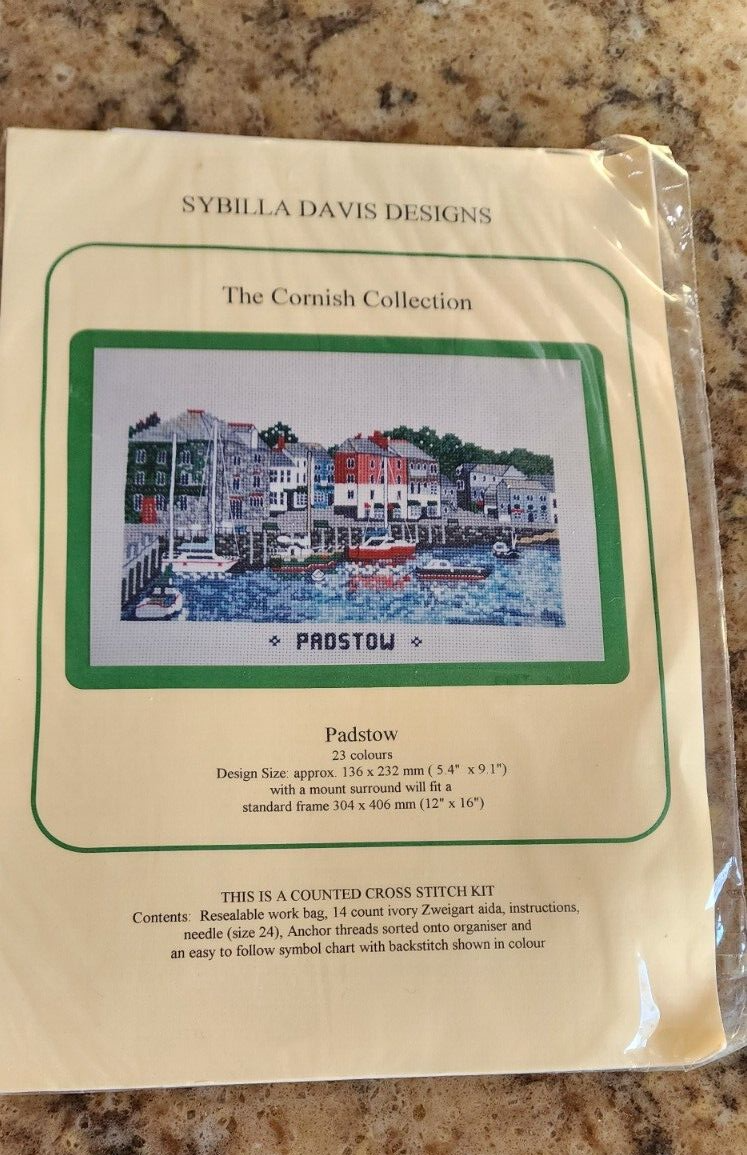 SYBILLA DAVIS DESIGNS
The Cornish Collection
PADSTOW
Padstow
23 colours
Design Size: approx. 136 x 232 mm ( 5.4" x 9.1")
with a mount surround will fit a
standard frame 304 x 406 mm (12" x 16")
THIS IS A COUNTED CROSS STITCH KIT
Contents: Resealable work bag, 14 count ivory Zweigart aida, instructions,
needle (size 24), Anchor threads sorted onto organiser and
an easy to follow symbol chart with backstitch shown in colour